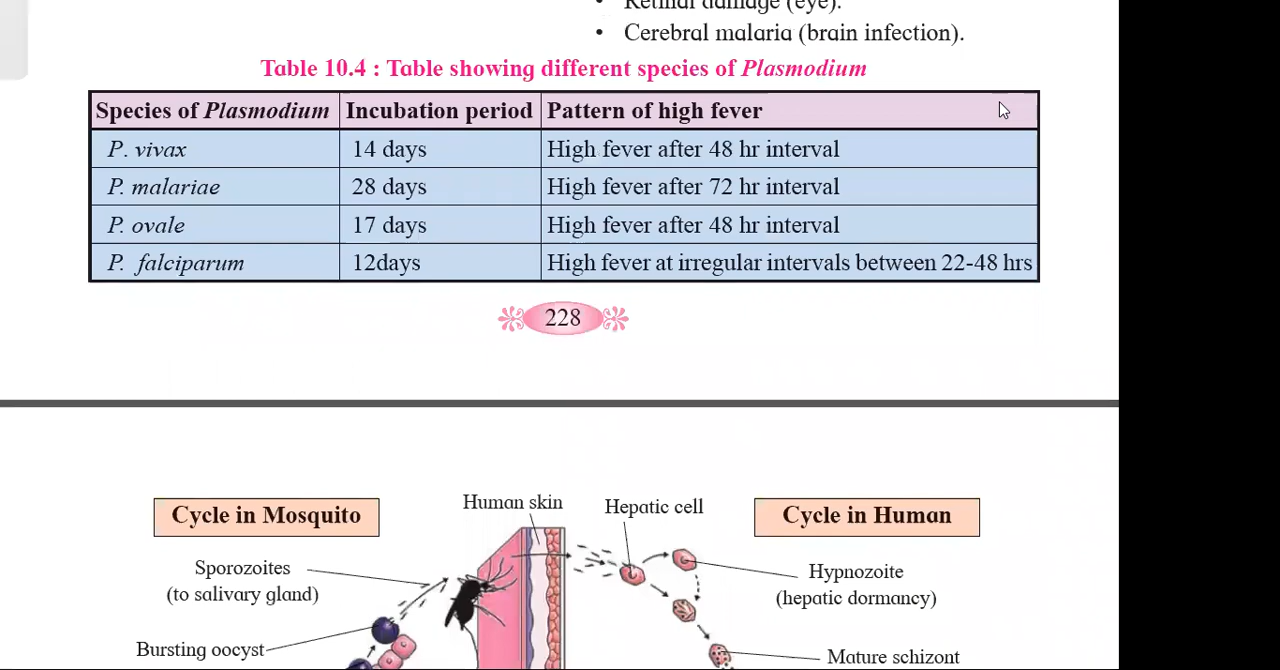 • Retinal damage (eye).
• Cerebral malaria (brain infection).
Table 10.4 : Table showing different species of Plasmodium
Species of Plasmodium Incubation period Pattern of high fever
P. vivax 14 days High fever after 48 hr interval
P. malariae 28 days High fever after 72 hr interval
P. ovale 17 days High fever after 48 hr interval
P. falciparum 12days High fever at irregular intervals between 22-48 hrs
228
Cycle in Mosquito
Human skin
Hepatic cell
Cycle in Human
Sporozoites
(to salivary gland)
Hypnozoite
(hepatic dormancy)
Bursting oocyst
Mature schizont